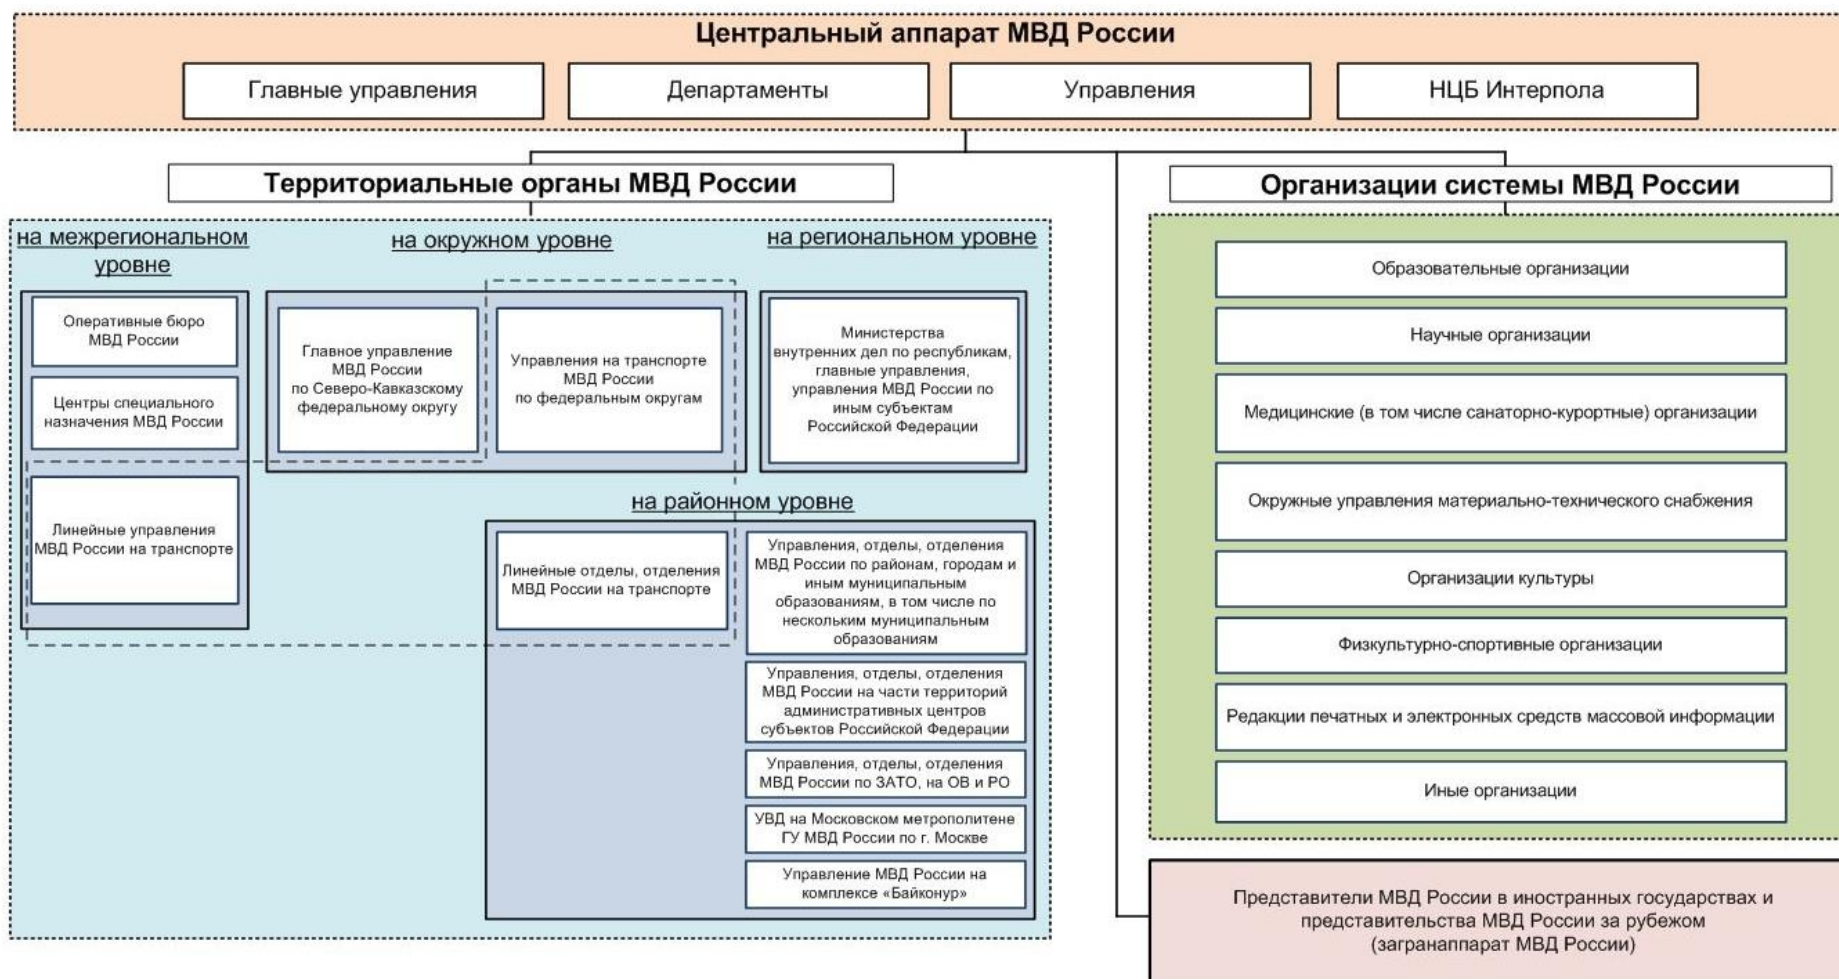 Центральный аппарат МВД России
Главные управления
Департаменты
Управления
НЦБ Интерпола
Территориальные органы МВД России
на межрегиональном
уровне
Оперативные бюро
МВД России
Центры специального
назначения МВД России
Линейные управления
МВД России на транспорте
на окружном уровне
Главное управление
МВД России
по Северо-Кавказскому
федеральному округу
Управления на транспорте
МВД России
по федеральным округам
на региональном уровне
Министерства
внутренних дел по республикам,
главные управления,
управления МВД России по
иным субъектам
Российской Федерации
на районном уровне
Линейные отделы, отделения
МВД России на транспорте
Управления, отделы, отделения
МВД России по районам, городам и
иным муниципальным
образованиям, в том числе по
нескольким муниципальным
образованиям
Управления, отделы, отделения
МВД России на части территорий
административных центров
субъектов Российской Федерации
Управления, отделы, отделения
МВД России по ЗАТО, на ОВ и РО
УВД на Московском метрополитене
ГУ МВД России по г. Москве
Управление МВД России на
комплексе «Байконур»
Организации системы МВД России
Образовательные организации
Научные организации
Медицинские (в том числе санаторно-курортные) организации
Окружные управления материально-технического снабжения
Организации культуры
Физкультурно-спортивные организации
Редакции печатных и электронных средств массовой информации
Иные организации
Представители МВД России в иностранных государствах и
представительства МВД России за рубежом
(загранаппарат МВД России)